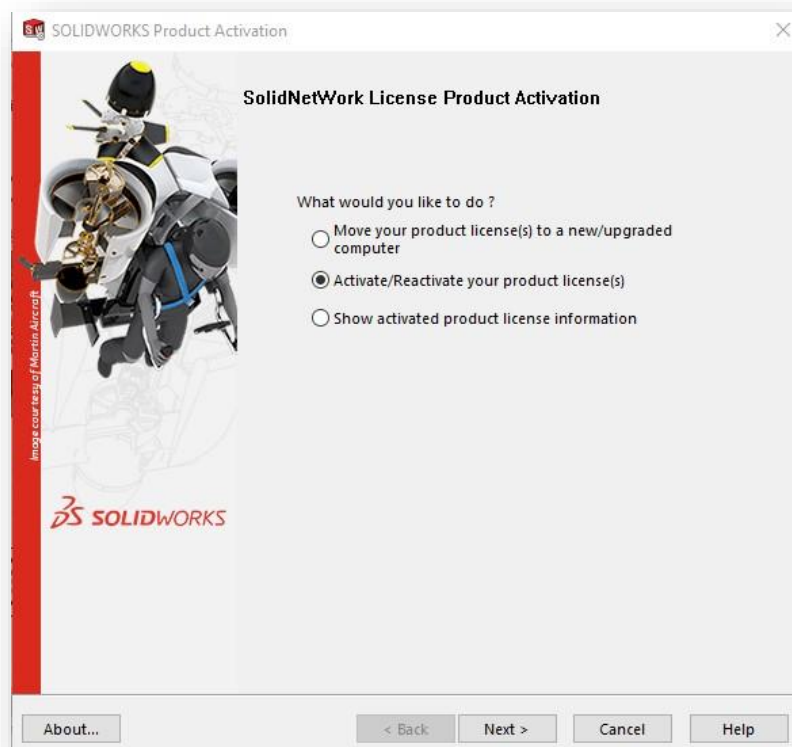 SOLIDWORKS Product Activation
SolidNetWork License Product Activation
What would you like to do ?
Move your product license(s) to a new/upgraded
computer
Activate/Reactivate your product license(s)
Show activated product license information
Image courtesy of Martin Aircraft
SOLIDWORKS
About...
< Back
Next >
Cancel
Help